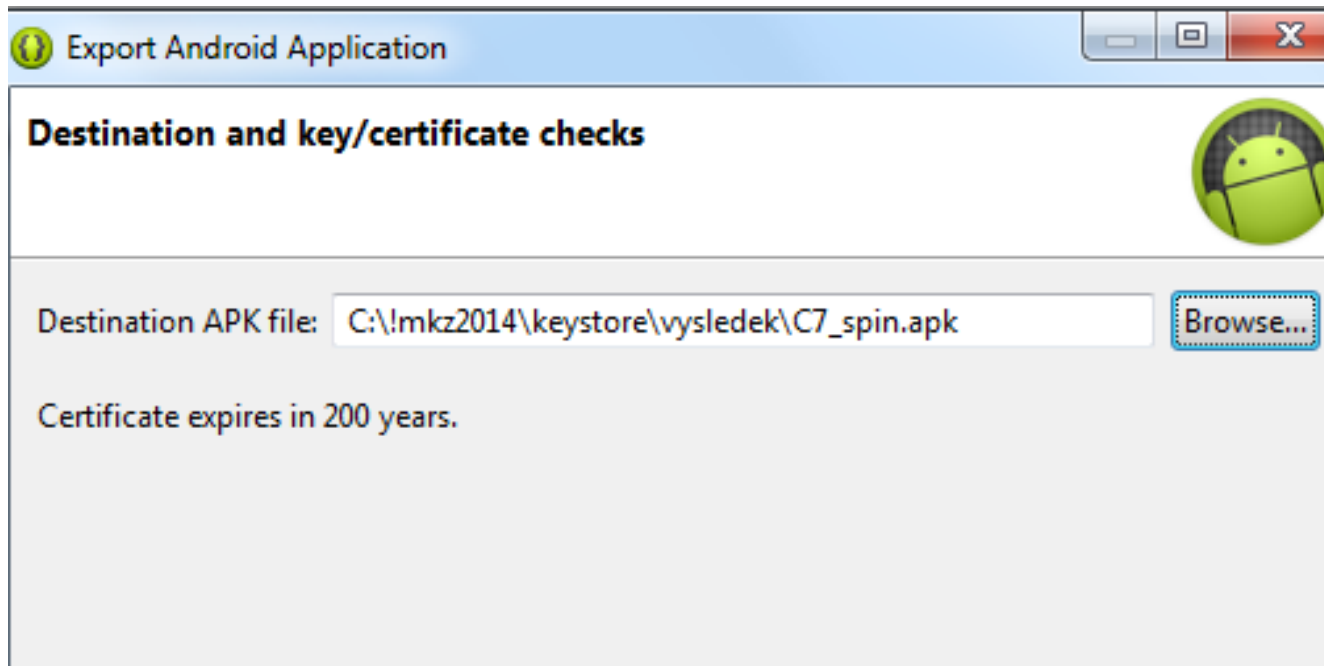 Export Android Application
Destination and key/certificate checks
Destination APK file: C:\!mkz2014\keystore\vysledek\C7_spin.apk Browse...
Certificate expires in 200 years.